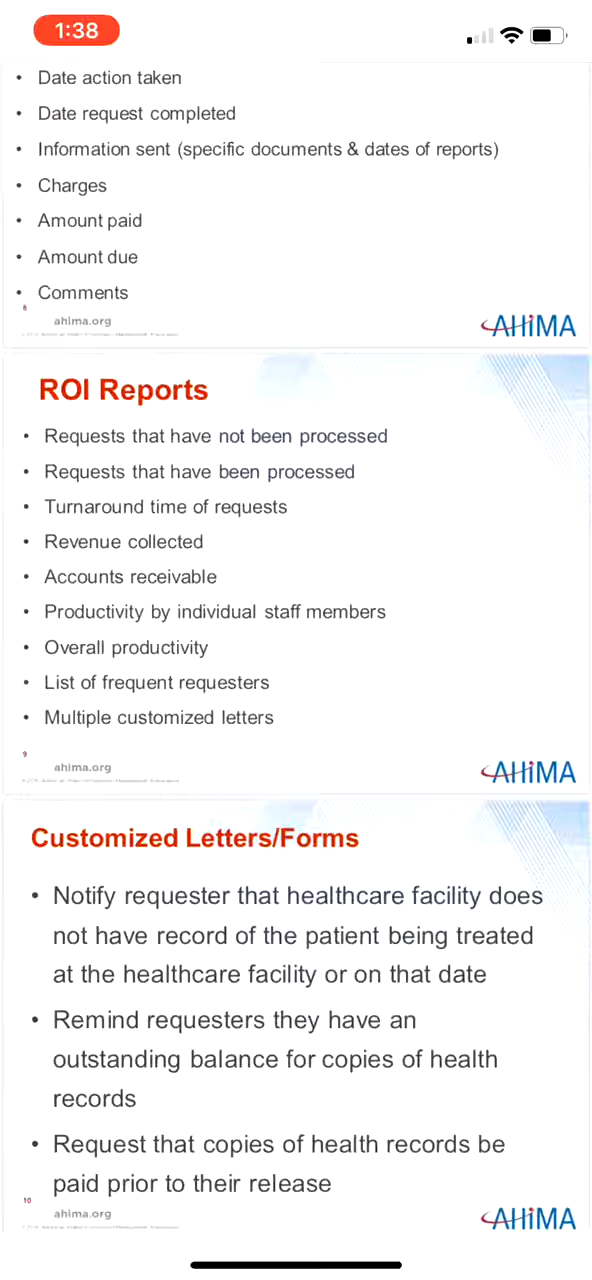 1:38
• Date action taken
• Date request completed
• Information sent (specific documents & dates of reports)
• Charges
• Amount paid
• Amount due
• Comments
8
ahima.org
AHiMA
ROI Reports
• Requests that have not been processed
• Requests that have been processed
• Turnaround time of requests
• Revenue collected
• Accounts receivable
• Productivity by individual staff members
• Overall productivity
• List of frequent requesters
• Multiple customized letters
9
ahima.org
AHiMA
Customized Letters/Forms
• Notify requester that healthcare facility does
not have record of the patient being treated
at the healthcare facility or on that date
• Remind requesters they have an
outstanding balance for copies of health
records
• Request that copies of health records be
paid prior to their release
10
ahima.org
AHiMA